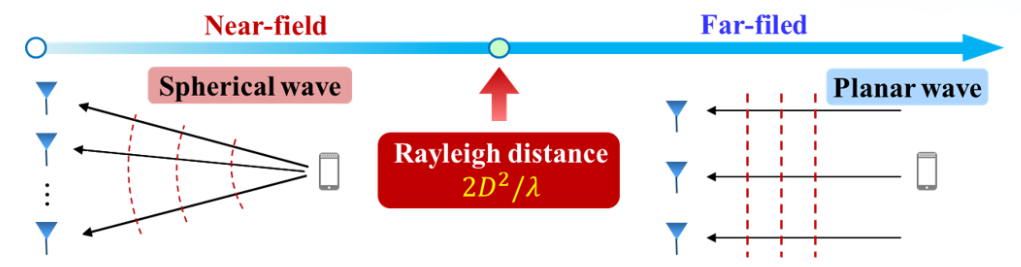 Near-field
Far-filed
Spherical wave
Planar wave
Rayleigh distance
2D²/λ